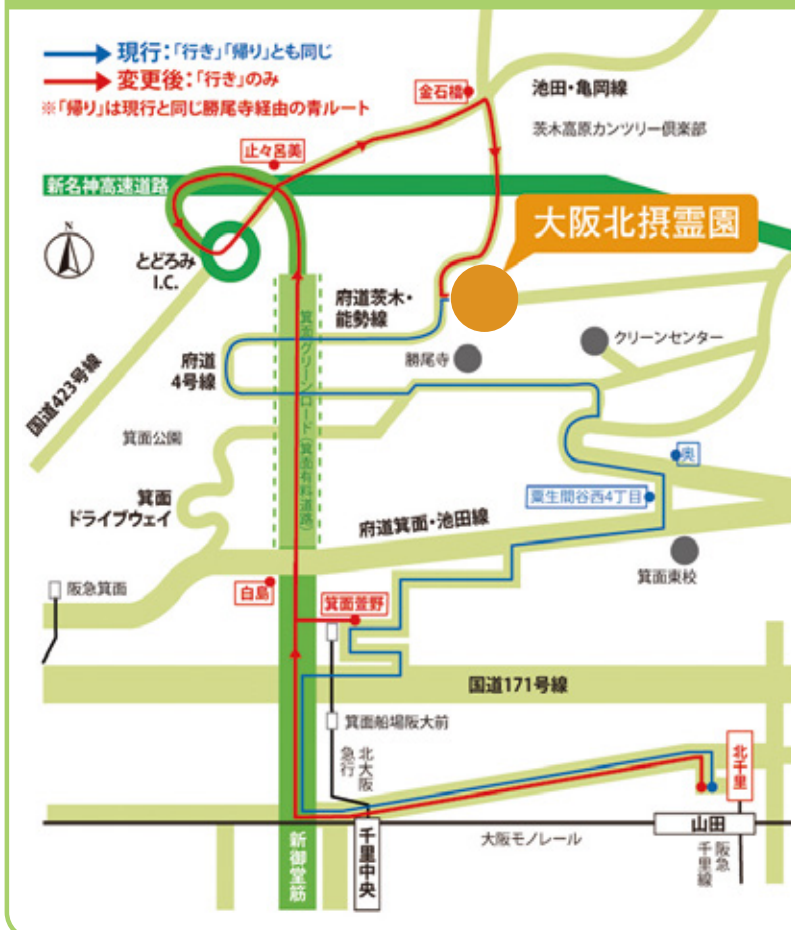 現行：「行き」「帰り」とも同じ
変更後：「行き」のみ
※「帰り」は現行と同じ勝尾寺経由の青ルート
金石橋
池田・亀岡線
茨木高原カンツリー倶楽部
止々呂美
新名神高速道路
大阪北摂霊園
N
とどろみ
I.C.
府道茨木・
能勢線
箕面グリーンロード（箕面有料道路）
クリーンセンター
勝尾寺
府道
4号線
国道423号線
箕面公園
奥
粟生間谷西4丁目
箕面
ドライブウェイ
府道箕面・池田線
箕面東校
阪急箕面
白島
箕面萱野
国道171号線
箕面船場阪大前
北大阪
急行
北千里
山田
大阪モノレール
阪急
千里線
新御堂筋
千里中央